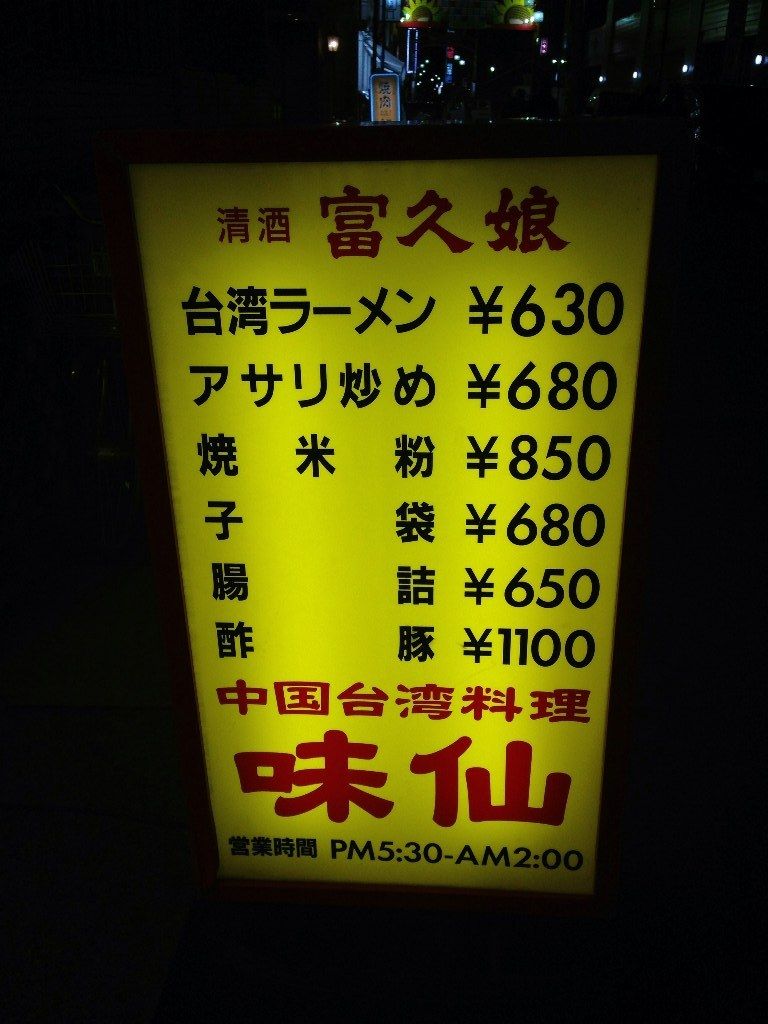 焼肉
清酒 富久娘
台湾ラーメン ¥630
アサリ炒め ¥680
焼米粉 ¥850
子袋 ¥680
腸詰 ¥650
酢豚 ¥1100
中国台湾料理
味仙
営業時間 PM5:30-AM2:00